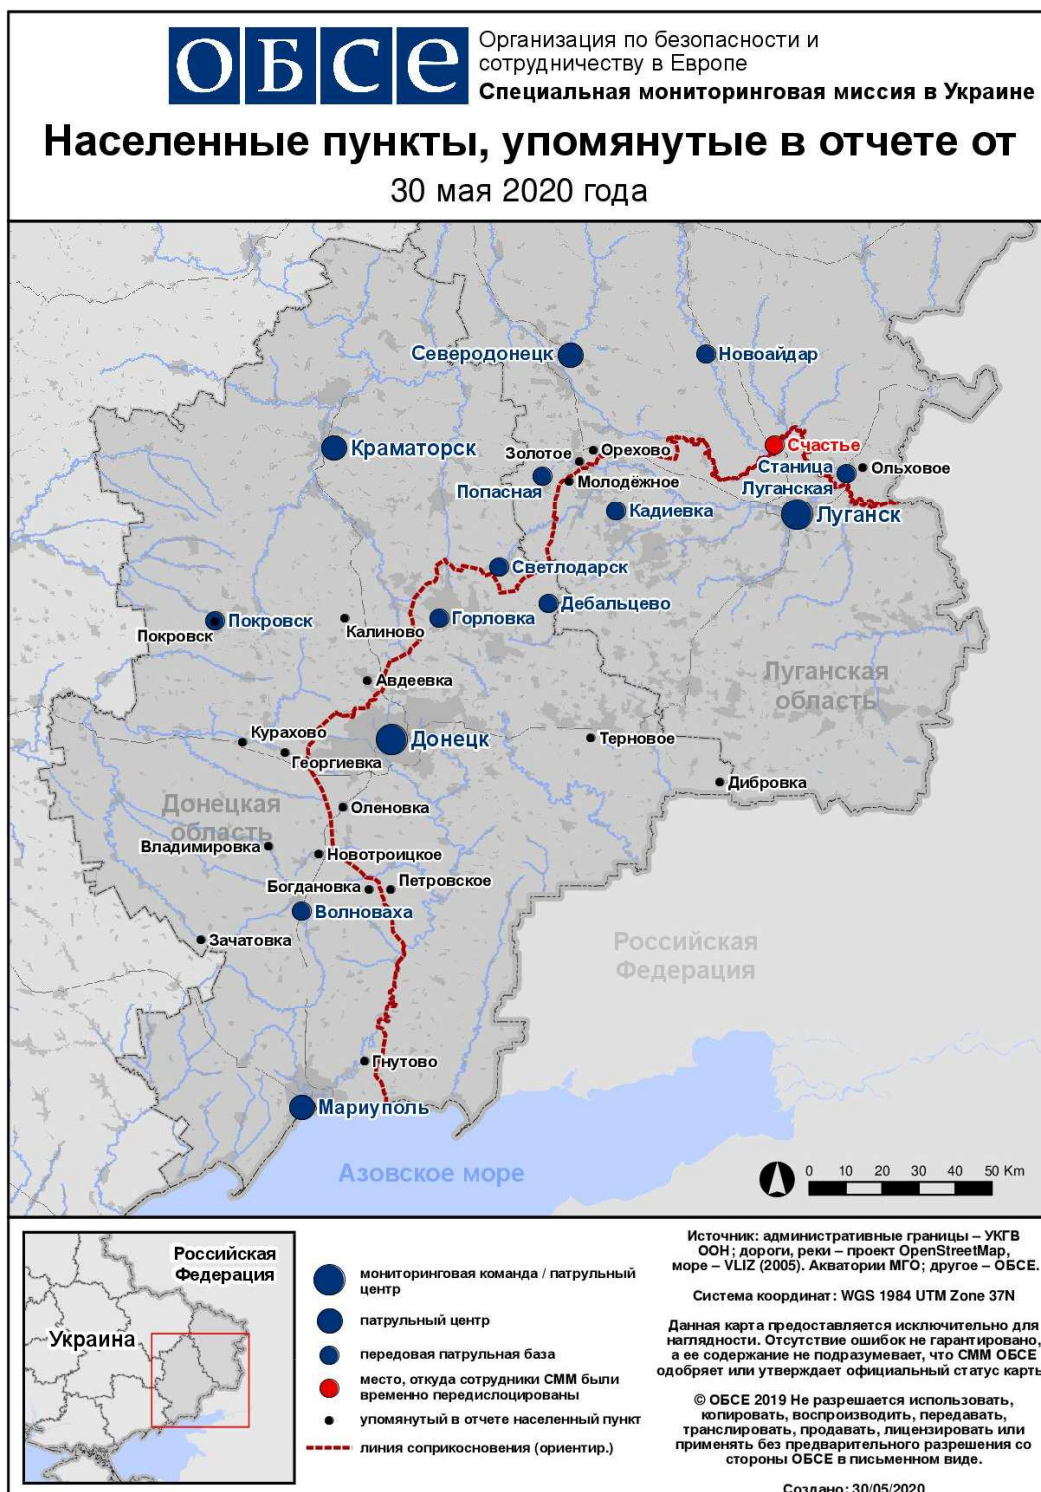 ОБСЕ
Организация по безопасности и
сотрудничеству в Европе
Специальная мониторинговая миссия в Украине
Населенные пункты, упомянутые в отчете от
30 мая 2020 года
Северодонецк
Новоайдар
Краматорск
Счастье
Золотое
Орехово
Станица
Луганская
Ольховое
Попасная
Молодёжное
Кадиевка
Луганск
Светлодарск
Дебальцево
Горловка
Покровск
Покровск
Калиново
Авдеевка
Луганская
область
Курахово
Георгиевка
Донецк
Терновое
Дибровка
Донецкая
область
Оленовка
Владимировка
Новотроицкое
Богдановка
Петровское
Волноваха
Зачатовка
Российская
Федерация
Гнутово
Мариуполь
Азовское море
0 10 20 30 40 50 Km
Российская
Федерация
Украина
мониторинговая команда / патрульный
центр
патрульный центр
передовая патрульная база
место, откуда сотрудники СММ были
временно передислоцированы
упомянутый в отчете населенный пункт
линия соприкосновения (ориентир.)
Источник: административные границы – УКГВ
ООН; дороги, реки – проект OpenStreetMap,
море – VLIZ (2005). Акватории МГО; другое – ОБСЕ.
Система координат: WGS 1984 UTM Zone 37N
Данная карта предоставляется исключительно для
наглядности. Отсутствие ошибок не гарантировано,
а ее содержание не подразумевает, что СММ ОБСЕ
одобряет или утверждает официальный статус карты
© ОБСЕ 2019 Не разрешается использовать,
копировать, воспроизводить, передавать,
транслировать, продавать, лицензировать или
применять без предварительного разрешения со
стороны ОБСЕ в письменном виде.
Создано: 30/05/2020